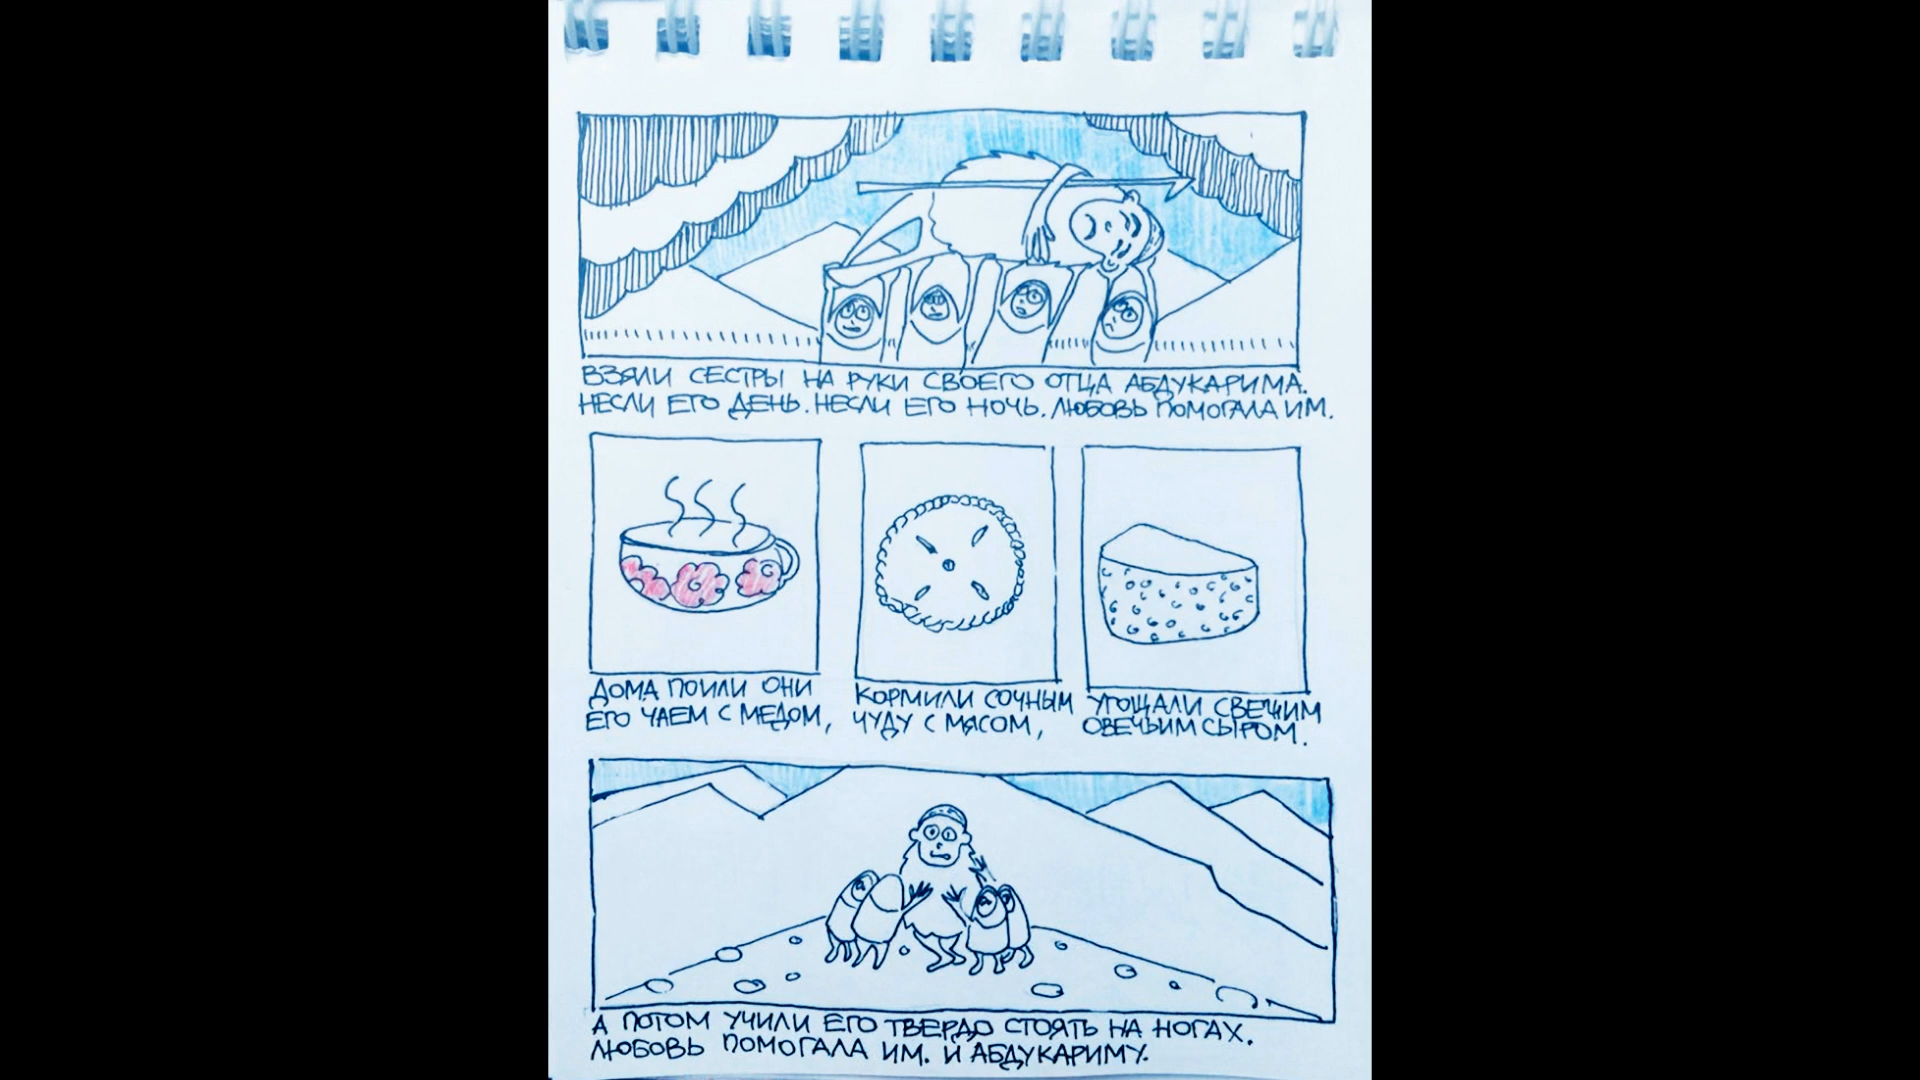 ВЗЯЛИ СЕСТРЫ НА РУКИ СВОЕГО ОТЦА АБДУКАРИМА.
НЕСЛИ ЕГО ДЕНЬ. НЕСЛИ ЕГО НОЧЬ. ЛЮБОВЬ ПОМОГАЛА ИМ.
ДОМА ПОИЛИ ОНИ
ЕГО ЧАЕМ С МЕДОМ,
КОРМИЛИ СОЧНЫМ
ЧУДУ С МЯСОМ,
УГОЩАЛИ СВЕЖИМ
ОВЕЧЬИМ СЫРОМ.
А ПОТОМ УЧИЛИ ЕГО ТВЕРДО СТОЯТЬ НА НОГАХ.
ЛЮБОВЬ ПОМОГАЛА ИМ. И АБДУКАРИМУ.